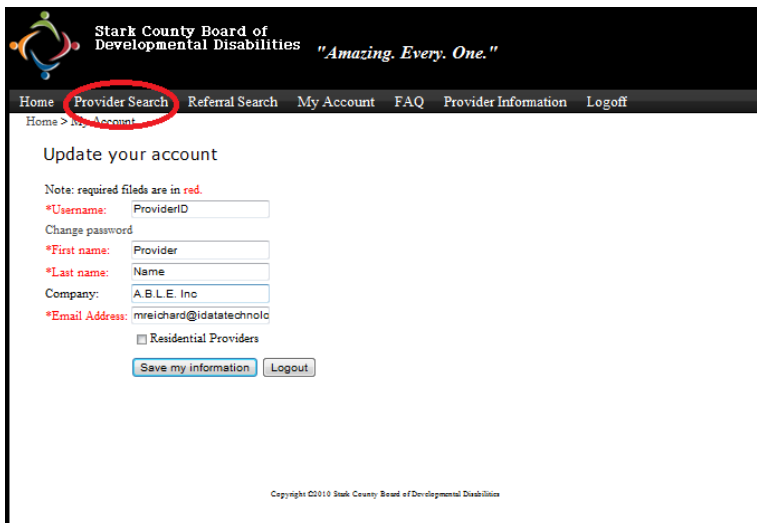 Stark County Board of
Developmental Disabilities
"Amazing. Every. One."
Home Provider Search Referral Search My Account FAQ Provider Information Logoff
Home > My Account
Update your account
Note: required fileds are in red.
*Username: ProviderID
Change password
*First name: Provider
*Last name: Name
Company: A.B.L.E. Inc
*Email Address: mreichard@idatatechnolo
Residential Providers
Save my information Logout
Copyright ©2010 Stark County Board of Developmental Disabilities